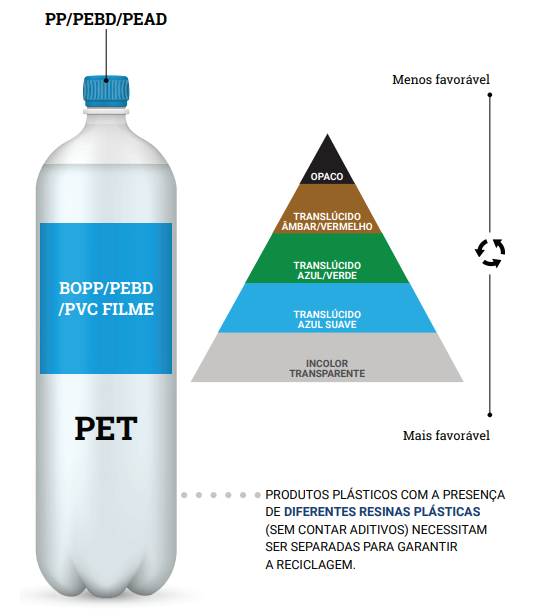 PP/PEBD/PEAD
BOPP/PEBD
/PVC FILME
PET
Menos favorável
OPACO
TRANSLÚCIDO
ÂMBAR/VERMELHO
TRANSLÚCIDO
AZUL/VERDE
TRANSLÚCIDO
AZUL SUAVE
INCOLOR
TRANSPARENTE
Mais favorável
PRODUTOS PLÁSTICOS COM A PRESENÇA
DE DIFERENTES RESINAS PLÁSTICAS
(SEM CONTAR ADITIVOS) NECESSITAM
SER SEPARADAS PARA GARANTIR
A RECICLAGEM.